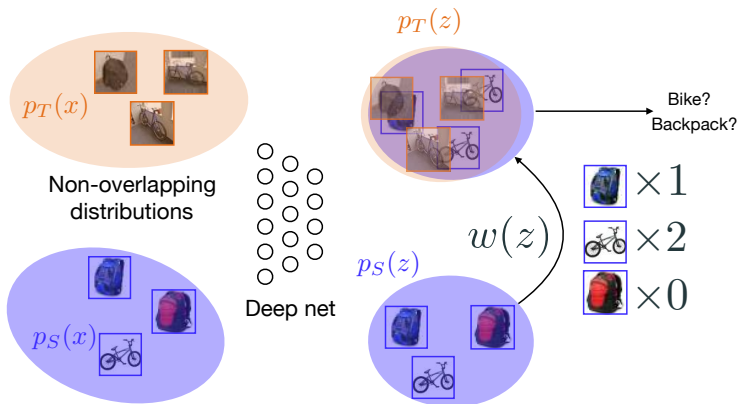 p_T(x)
Non-overlapping
distributions
p_S(x)
Deep net
p_T(z)
p_S(z)
w(z)
Bike?
Backpack?
×1
×2
×0